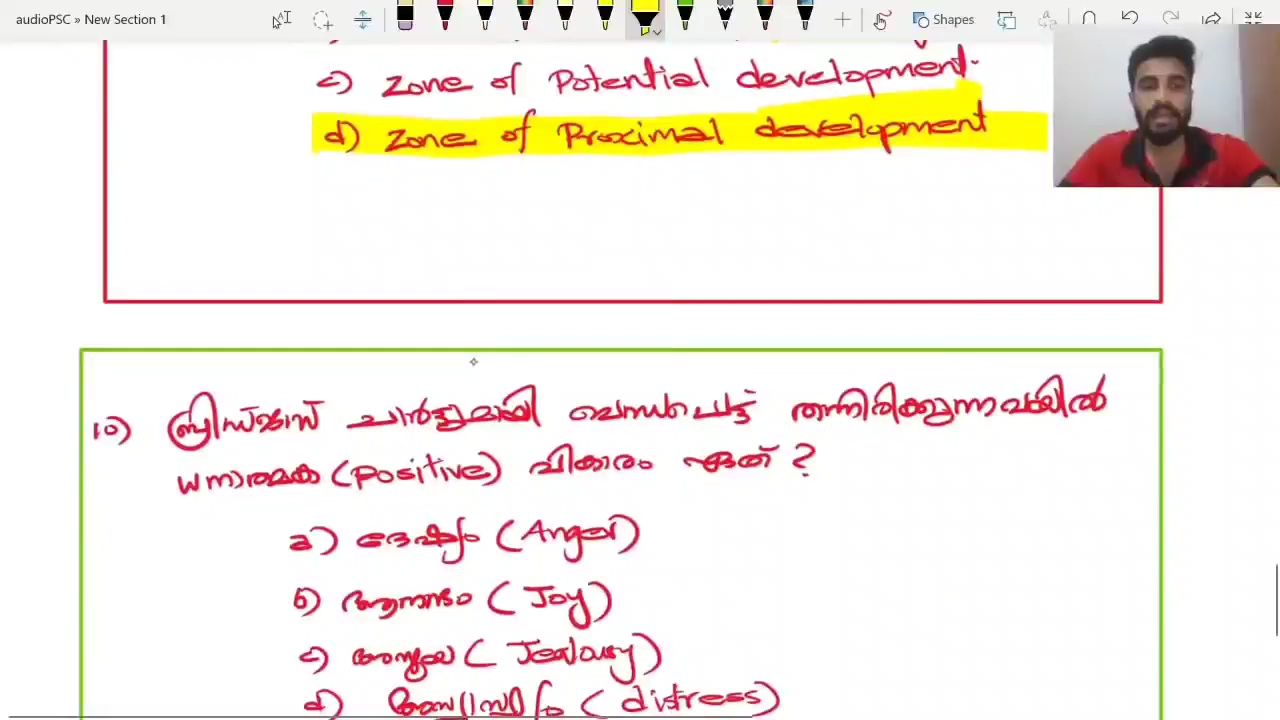 audioPSC » New Section 1
Shapes
c) Zone of Potential development.
d) Zone of Proximal development
10) ബ്രിഡ്ജസ് ചാർട്ടുമായി ബന്ധപ്പെട്ട് തന്നിരിക്കുന്നവയിൽ
ധനാത്മക (positive) വികാരം ഏത് ?
a) ദേഷ്യം (Anger)
b) ആനന്ദം (Joy)
c) അസൂയ (Jealousy)
d) (distress)